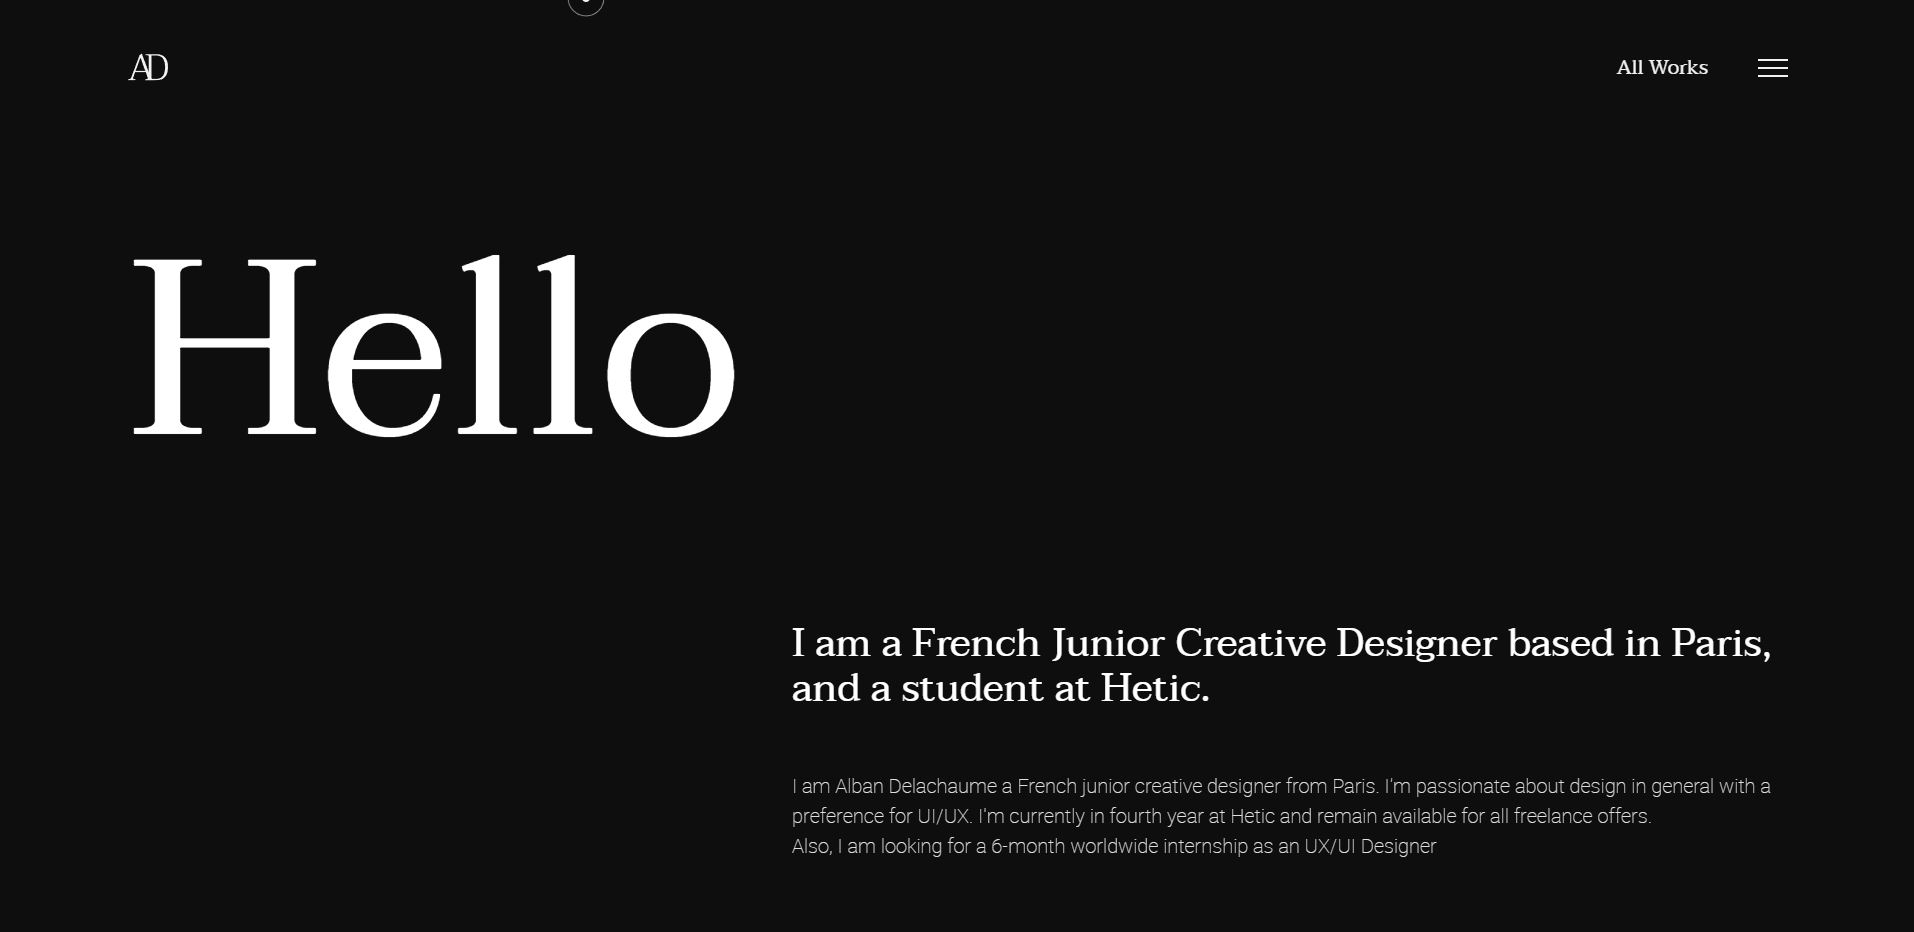 AD
All Works
Hello
I am a French Junior Creative Designer based in Paris,
and a student at Hetic.
I am Alban Delachaume a French junior creative designer from Paris. I'm passionate about design in general with a
preference for UI/UX. I'm currently in fourth year at Hetic and remain available for all freelance offers.
Also, I am looking for a 6-month worldwide internship as an UX/UI Designer